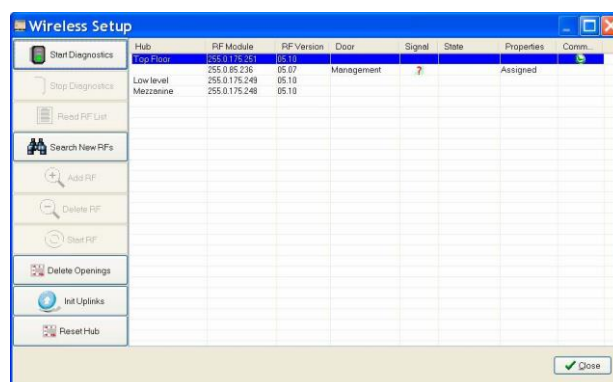 Wireless Setup
Start Diagnostics
Stop Diagnostics
Read RF List
Search New RFs
Add RF
Delete RF
Start RF
Delete Openings
Init Uplinks
Reset Hub
Hub RF Module RF Version Door Signal State Properties Comm...
Top Floor 255.0.175.251 05.10
255.0.85.236 05.07 Management ? Assigned
Low level 255.0.175.249 05.10
Mezzanine 255.0.175.248 05.10
Close